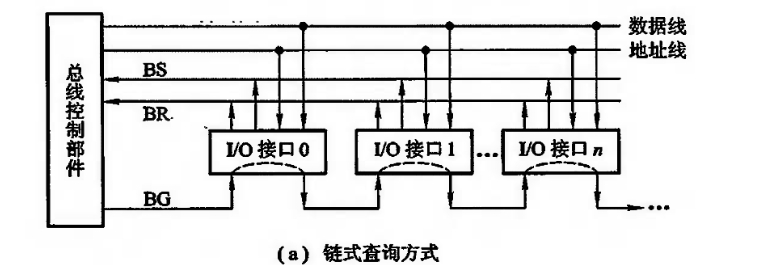 数据线
地址线
总线控制部件
BS
BR
I/O 接口 0
I/O 接口 1
...
I/O 接口 n
BG
...
(a) 链式查询方式